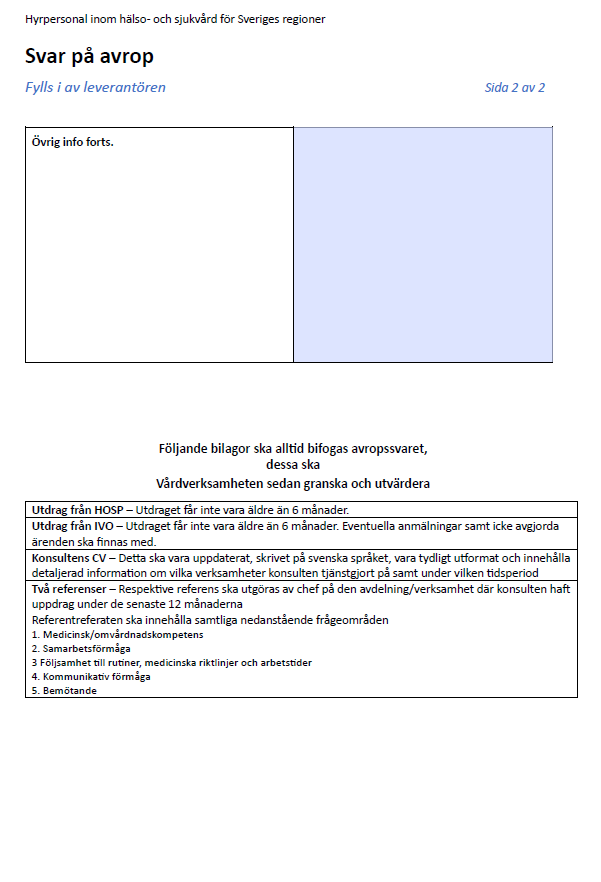 Hyrpersonal inom hälso- och sjukvård för Sveriges regioner
Svar på avrop
Fylls i av leverantören
Sida 2 av 2
Övrig info forts.
Följande bilagor ska alltid bifogas avropssvaret,
dessa ska
Vårdverksamheten sedan granska och utvärdera
Utdrag från HOSP – Utdraget får inte vara äldre än 6 månader.
Utdrag från IVO – Utdraget får inte vara äldre än 6 månader. Eventuella anmälningar samt icke avgjorda
ärenden ska finnas med.
Konsultens CV – Detta ska vara uppdaterat, skrivet på svenska språket, vara tydligt utformat och innehålla
detaljerad information om vilka verksamheter konsulten tjänstgjort på samt under vilken tidsperiod
Två referenser – Respektive referens ska utgöras av chef på den avdelning/verksamhet där konsulten haft
uppdrag under de senaste 12 månaderna
Referentreferaten ska innehålla samtliga nedanstående frågeområden
1. Medicinsk/omvårdnadskompetens
2. Samarbetsförmåga
3 Följsamhet till rutiner, medicinska riktlinjer och arbetstider
4. Kommunikativ förmåga
5. Bemötande